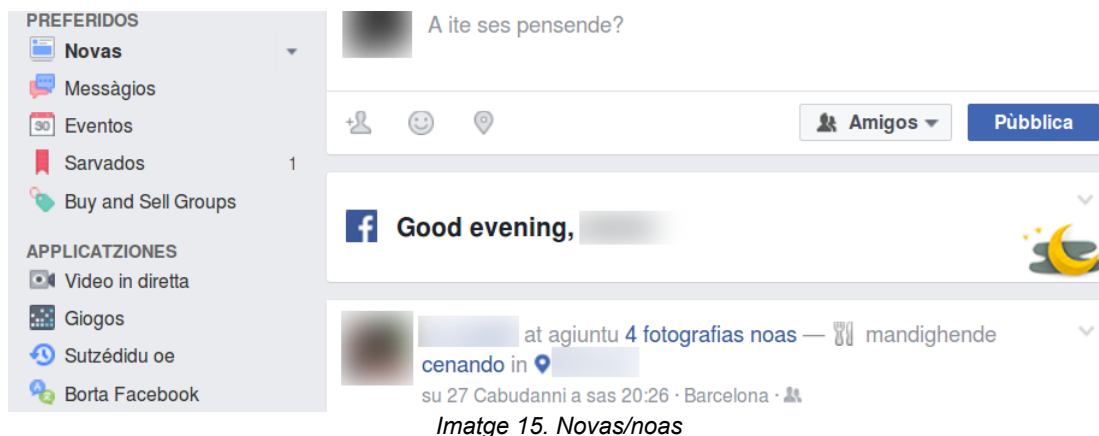 PREFERIDOS
Novas
Messàgios
30 Eventos
Sarvados 1
Buy and Sell Groups
APPLICATZIONES
Video in diretta
Giogos
Sutzédidu oe
Borta Facebook
A ite ses pensende?
Amigos
Pùbblica
f Good evening,
at agiuntu 4 fotografias noas — mandighende
cenando in
su 27 Cabudanni a sas 20:26 · Barcelona ·
Imatge 15. Novas/noas